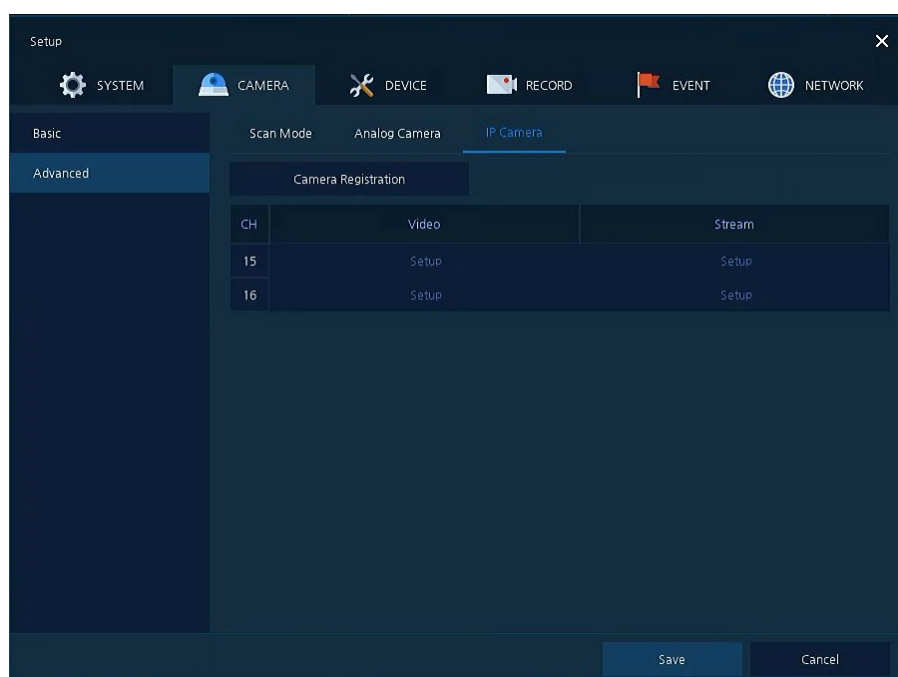 Setup
SYSTEM CAMERA DEVICE RECORD EVENT NETWORK
Basic
Advanced
Scan Mode Analog Camera IP Camera
Camera Registration
CH Video Stream
15 Setup Setup
16 Setup Setup
Save Cancel